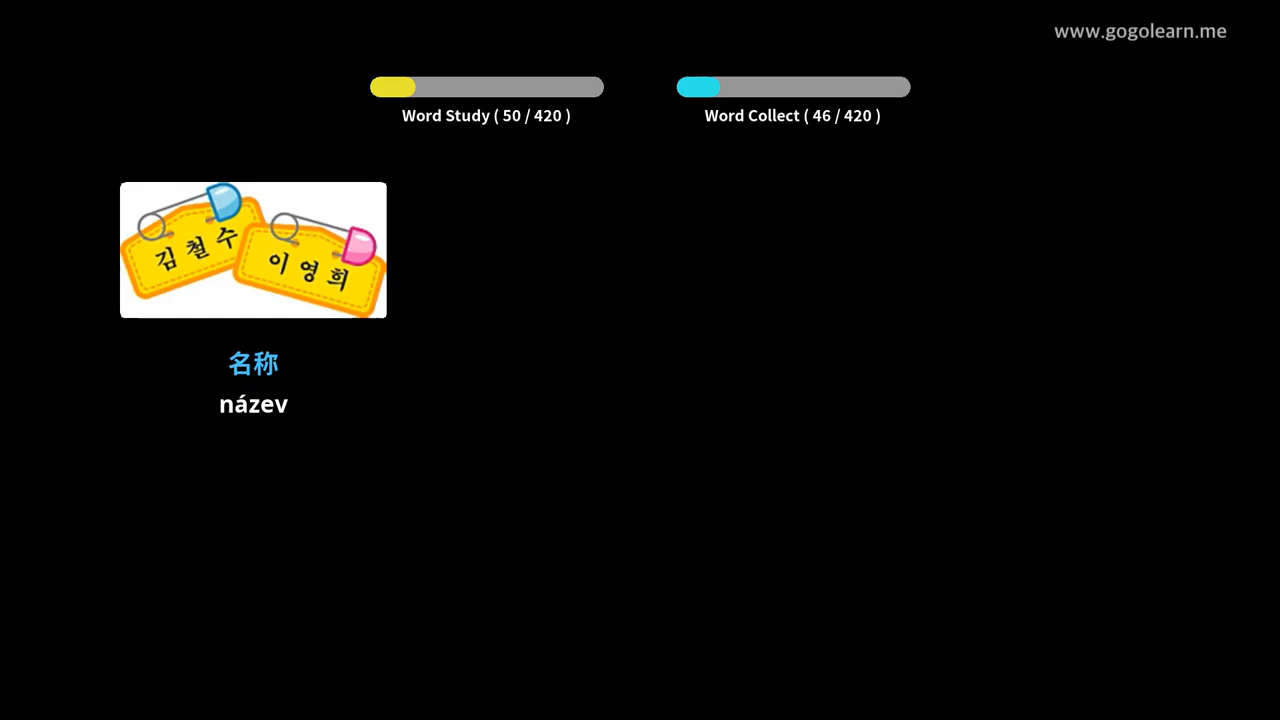 www.gogolearn.me
Word Study ( 50 / 420 )
Word Collect ( 46 / 420 )
김철수
이영희
名称
název